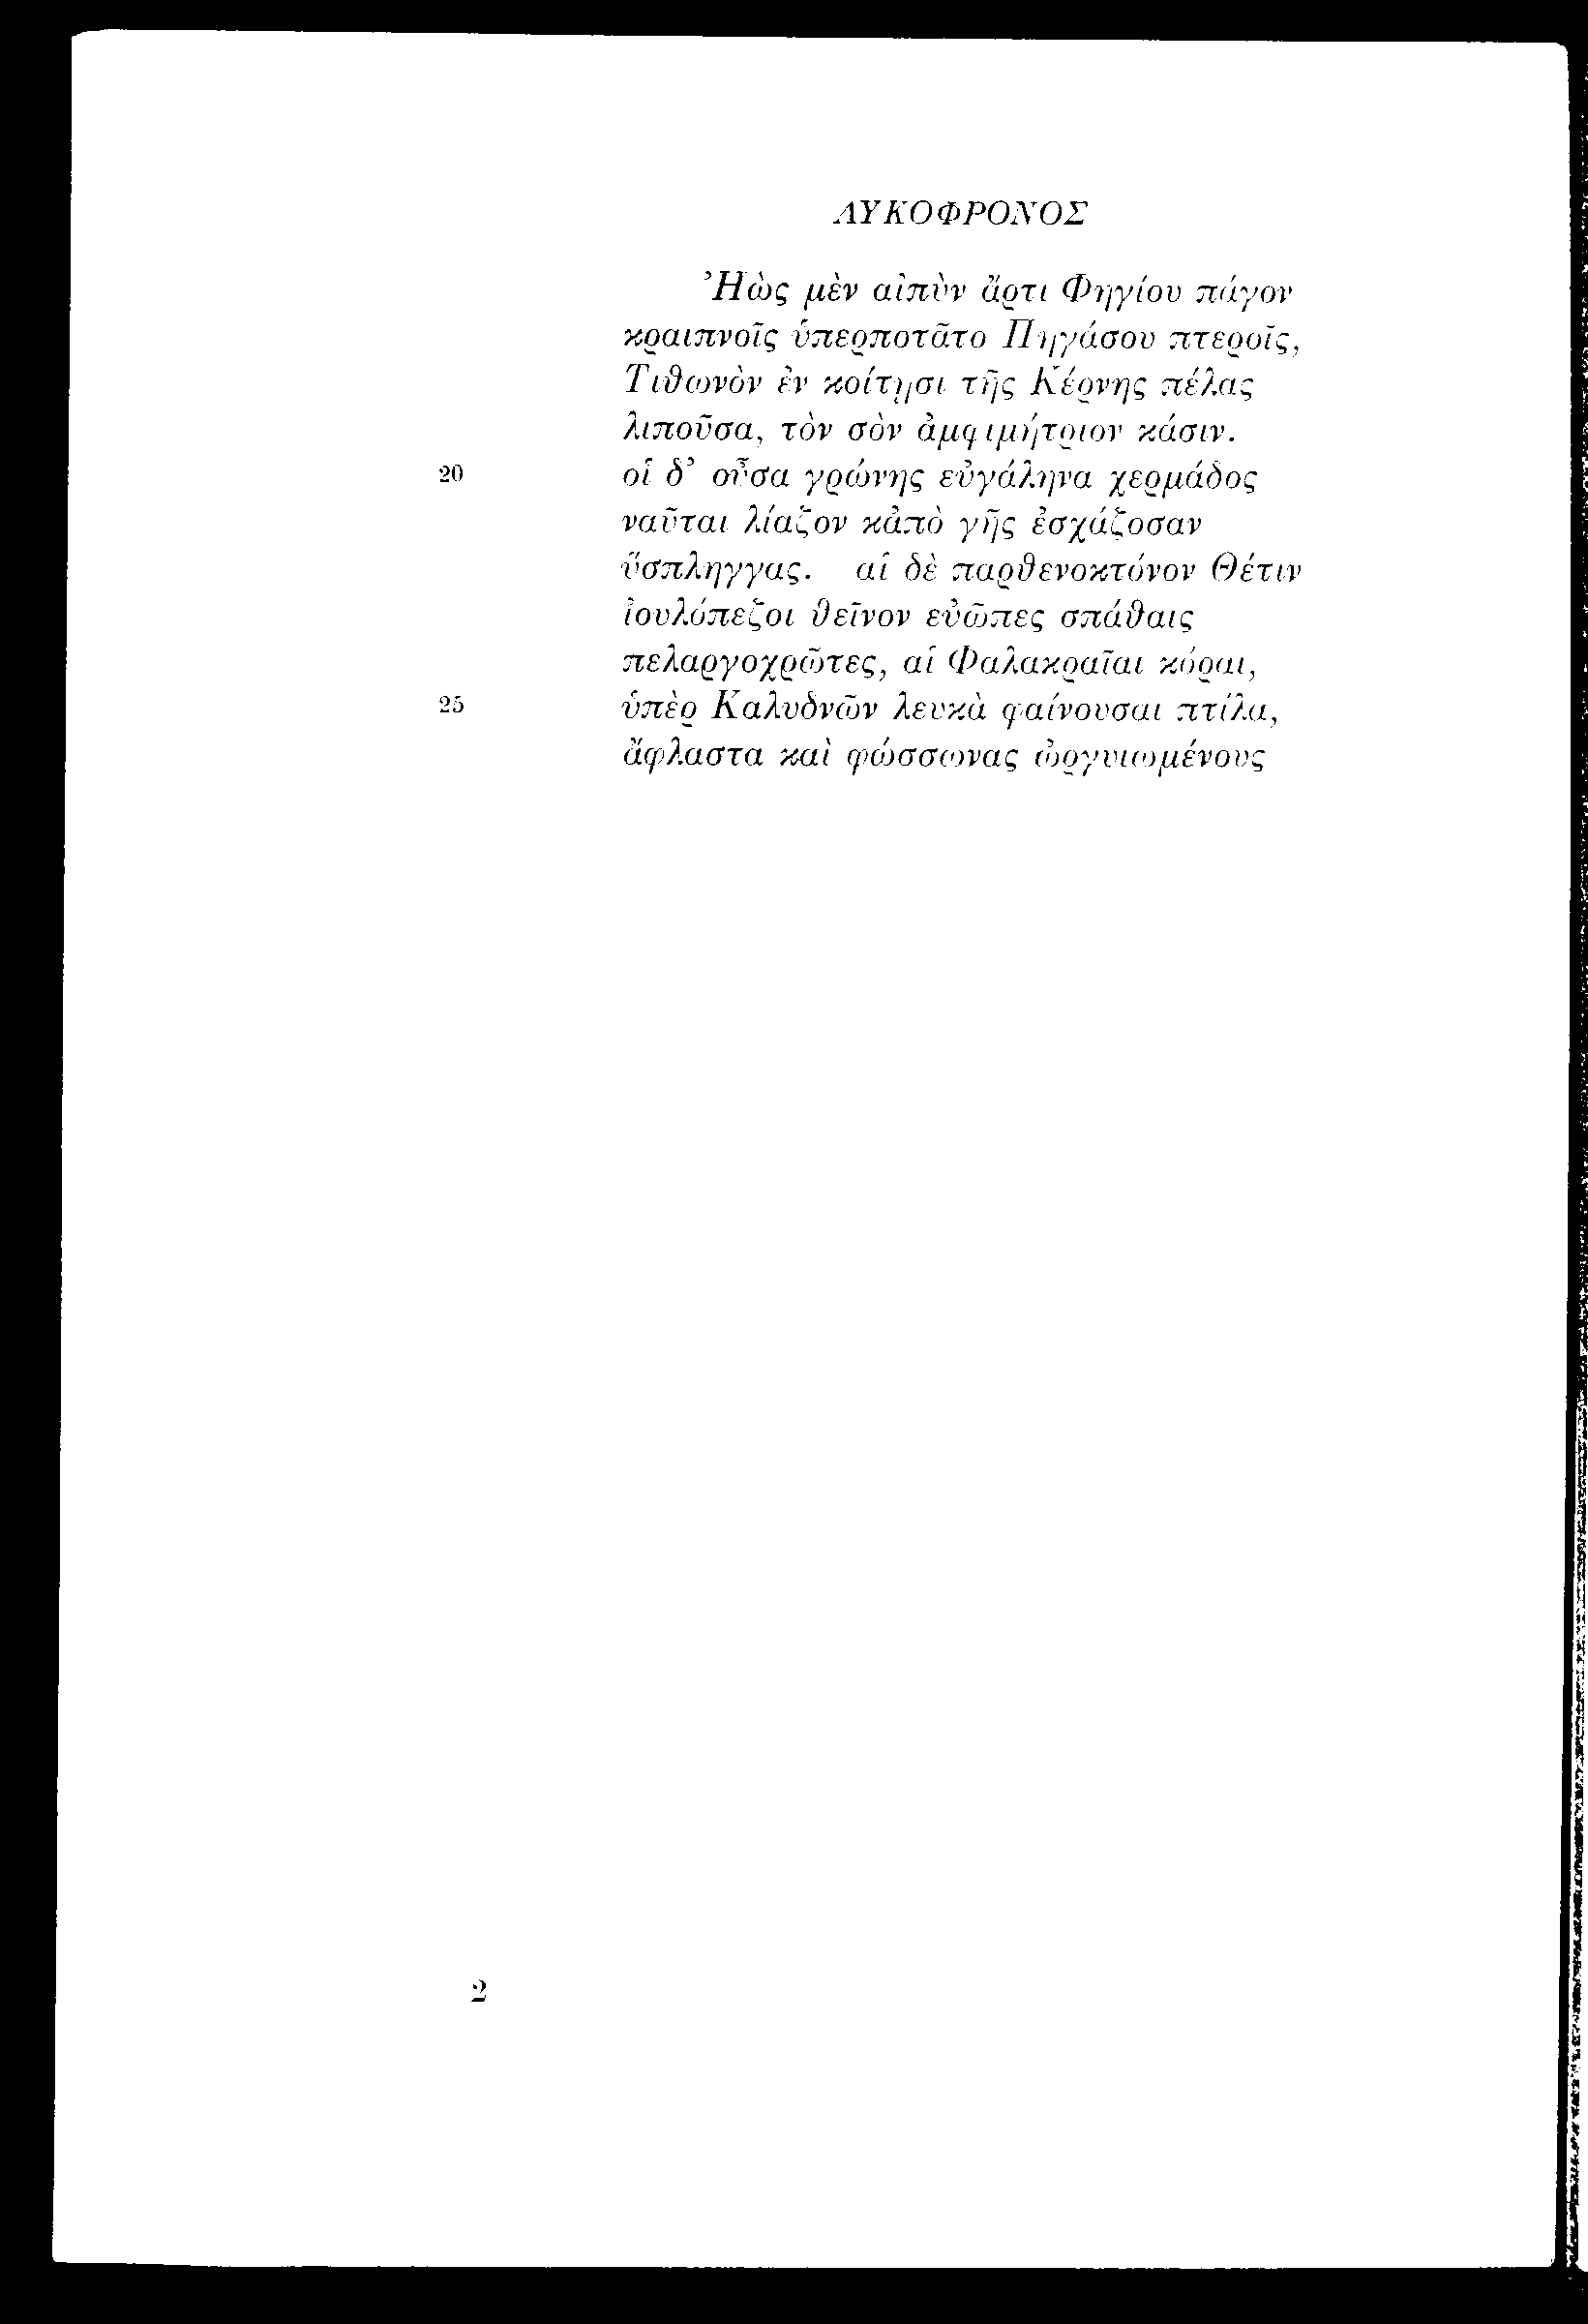 ΛΥΚΟΦΡΟΝΟΣ
Ἠὼς μὲν αἰπὺν ἄρτι Φηγίου πάγον
κραιπνοῖς ὑπερποτᾶτο Πηγάσου πτεροῖς,
Τιθωνὸν ἐν κοίτῃσι τῆς Κέρνης πέλας
λιποῦσα, τὸν σὸν ἀμφιμήτριον κάσιν.
20 οἱ δ’ οὖσα γρώνης εὐγάληνα χερμάδος
ναῦται λίαζον κἀπὸ γῆς ἐσχάζοσαν
ὕσπληγγας. αἱ δὲ παρθενοκτόνον Θέτιν
ἰουλόπεζοι θεῖνον εὐῶπες σπάθαις
πελαργοχρῶτες, αἱ Φαλακραῖαι κόραι,
25 ὑπὲρ Καλυδνῶν λευκὰ φαίνουσαι πτίλα,
ἄφλαστα καὶ φώσσωνας ὠργυιωμένους
2